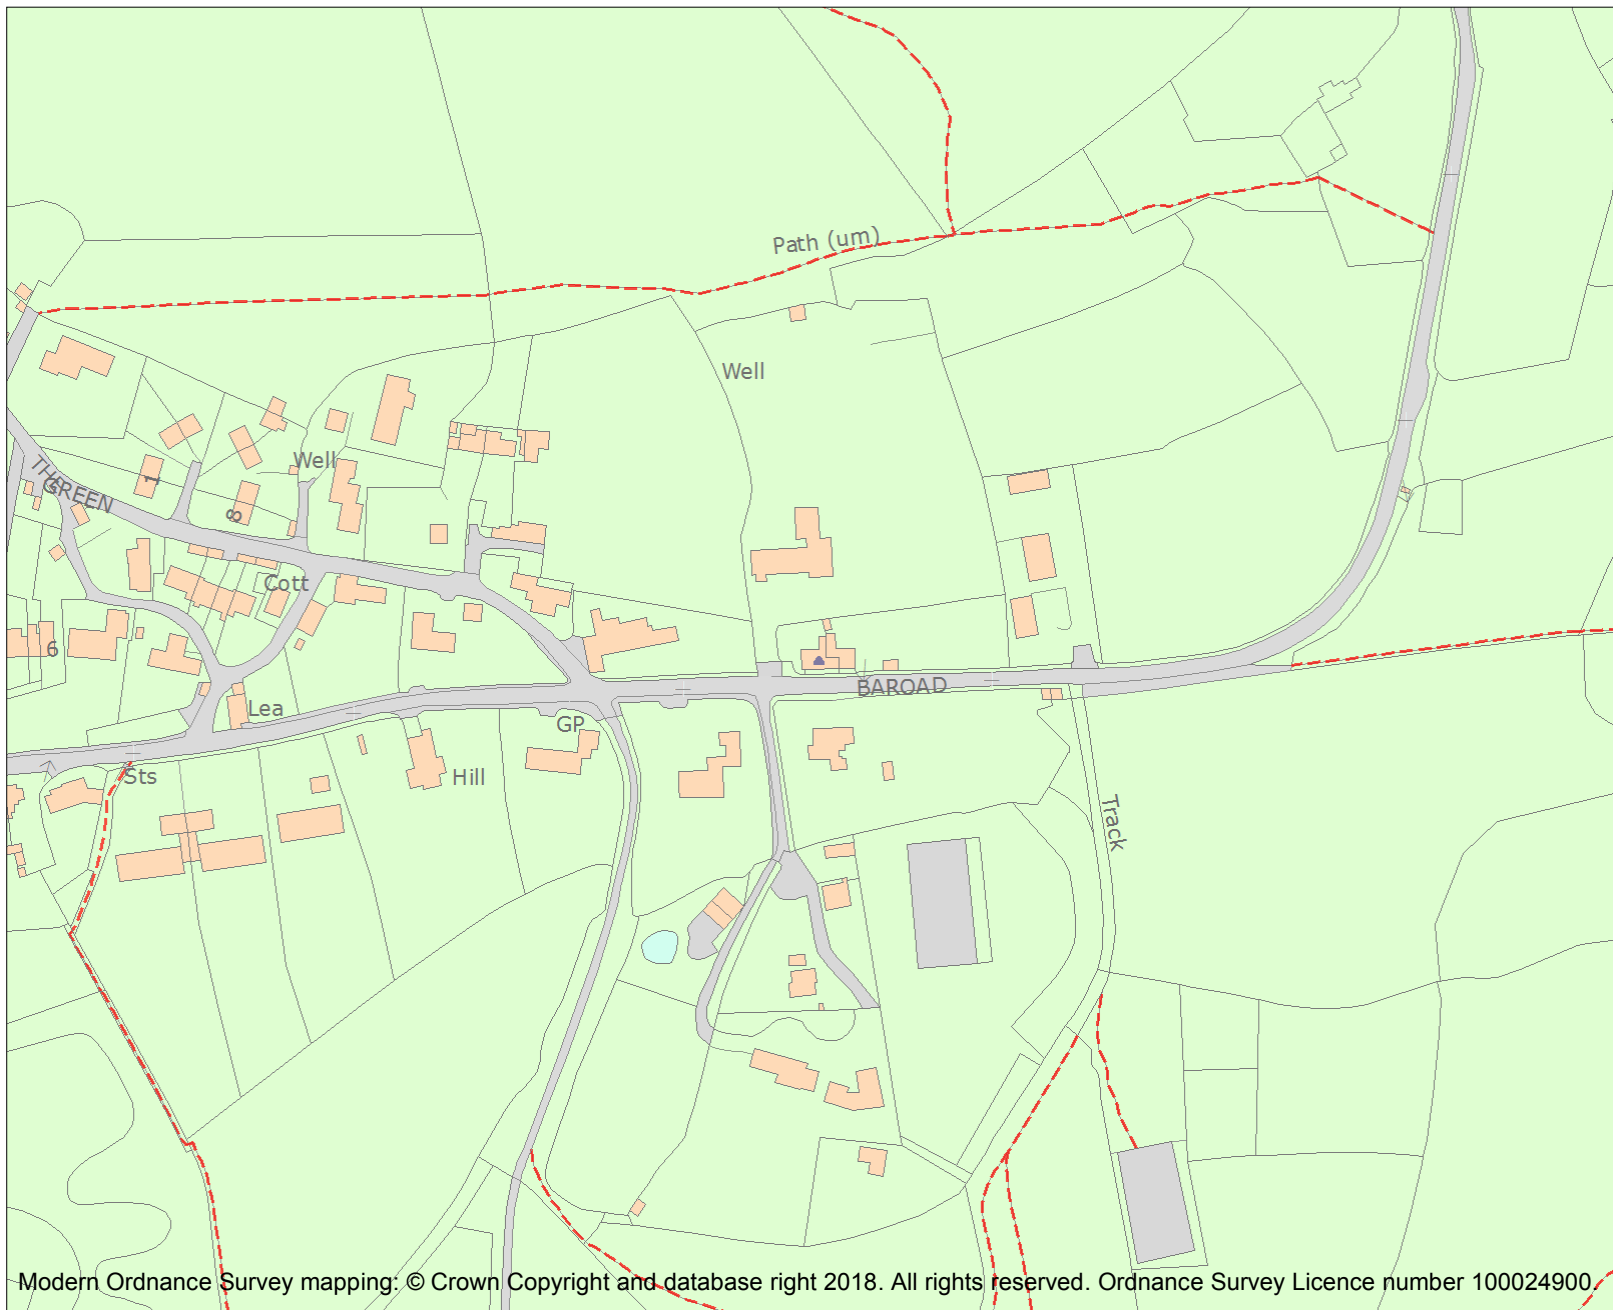 Path (um)
Well
Well
THE
GREEN
1
8
Cott
6
BAROAD
Lea
GP
Sts
Hill
Track
Modern Ordnance Survey mapping: © Crown Copyright and database right 2018. All rights reserved. Ordnance Survey Licence number 100024900.